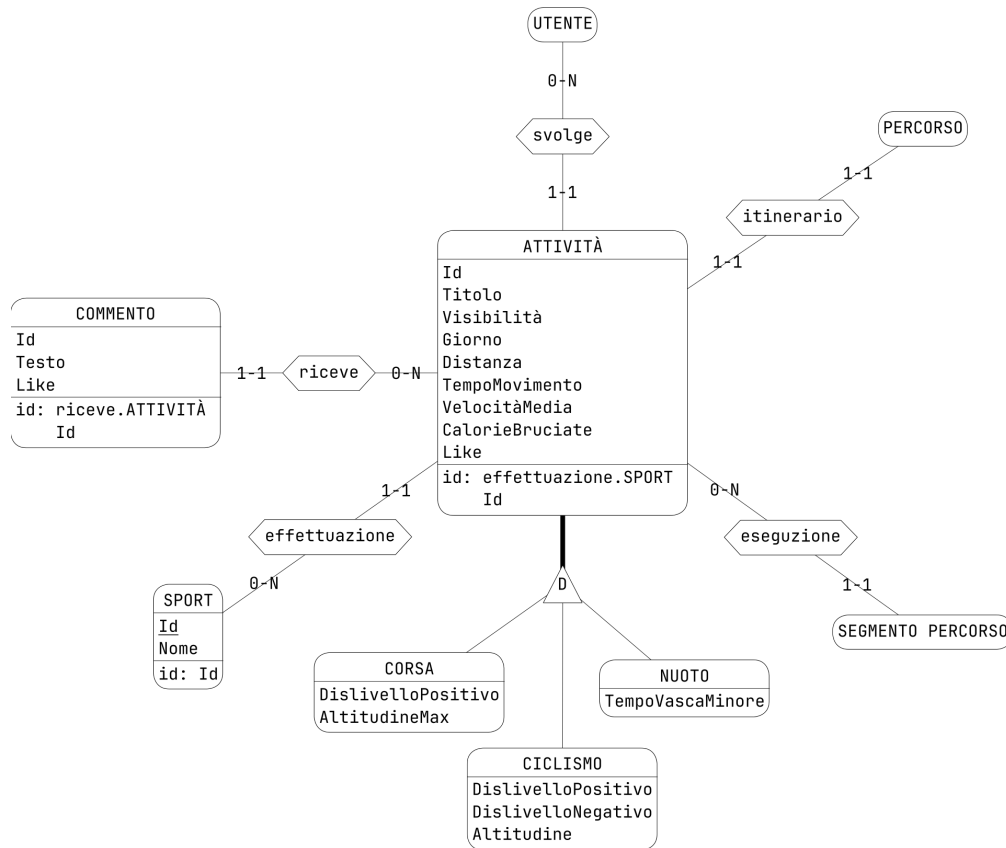 UTENTE
0-N
svolge
1-1
PERCORSO
1-1
itinerario
1-1
ATTIVITÀ
Id
Titolo
Visibilità
Giorno
Distanza
TempoMovimento
VelocitàMedia
CalorieBruciate
Like
id: effettuazione.SPORT
Id
COMMENTO
Id
Testo
Like
id: riceve.ATTIVITÀ
Id
1-1
riceve
0-N
1-1
effettuazione
0-N
SPORT
Id
Nome
id: Id
0-N
eseguzione
1-1
SEGMENTO PERCORSO
D
CORSA
DislivelloPositivo
AltitudineMax
NUOTO
TempoVascaMinore
CICLISMO
DislivelloPositivo
DislivelloNegativo
Altitudine